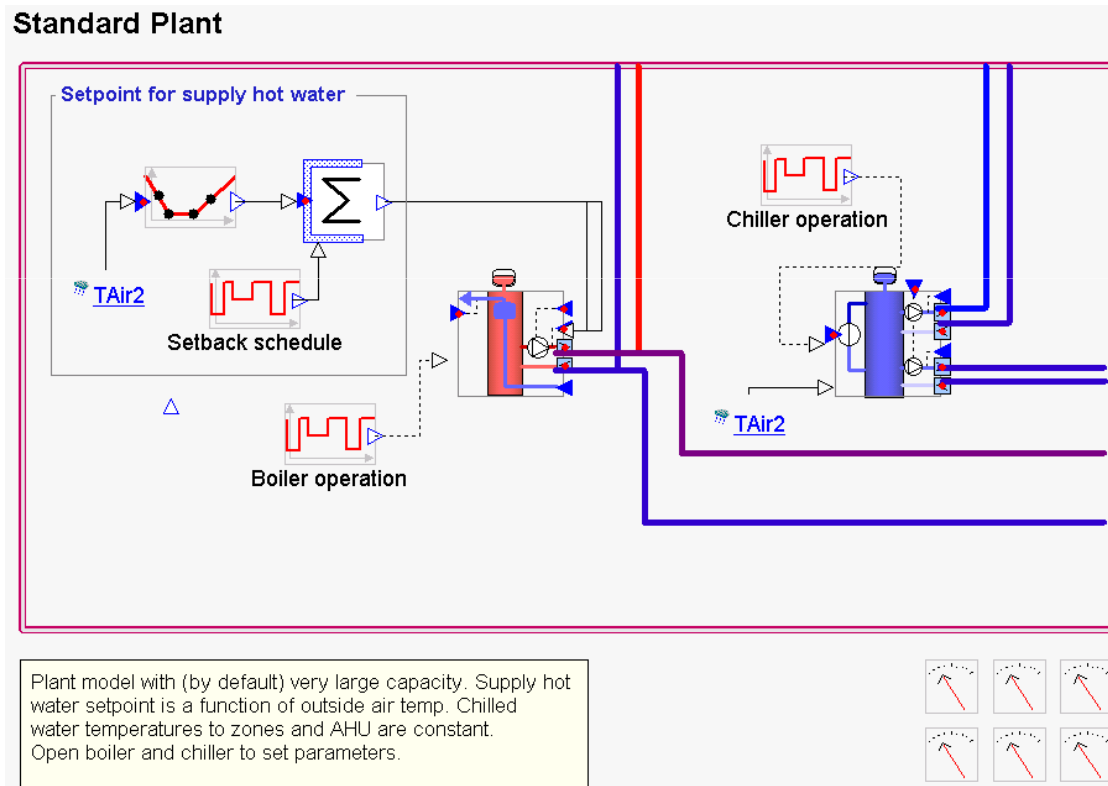 Standard Plant
Setpoint for supply hot water
Σ
TAir2
Setback schedule
Chiller operation
TAir2
Boiler operation
Plant model with (by default) very large capacity. Supply hot
water setpoint is a function of outside air temp. Chilled
water temperatures to zones and AHU are constant.
Open boiler and chiller to set parameters.